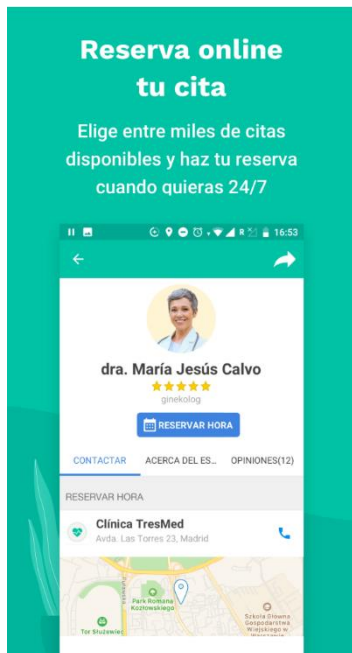 Reserva online
tu cita
Elige entre miles de citas
disponibles y haz tu reserva
cuando quieras 24/7
R 16:53
dra. María Jesús Calvo
ginekolog
RESERVAR HORA
CONTACTAR ACERCA DEL ES... OPINIONES(12)
RESERVAR HORA
Clínica TresMed
Avda. Las Torres 23, Madrid
Park Romana
Kozłowskiego
Puławska
Tor Służewiec
Szkoła Główna
Gospodarstwa
Wiejskiego w
Warszawie